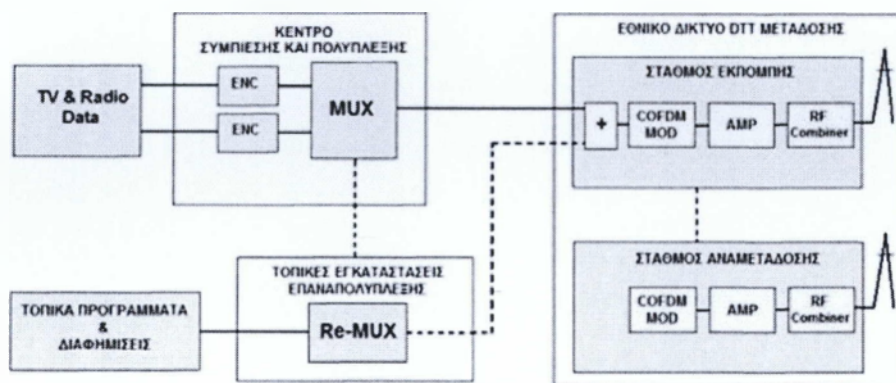 ΚΕΝΤΡΟ
ΣΥΜΠΙΕΣΗΣ ΚΑΙ ΠΟΛΥΠΛΕΞΗΣ
TV & Radio
Data
ENC
ENC
MUX
ΕΘΝΙΚΟ ΔΙΚΤΥΟ DTT ΜΕΤΑΔΟΣΗΣ
ΣΤΑΘΜΟΣ ΕΚΠΟΜΠΗΣ
+
COFDM
MOD
AMP
RF
Combiner
ΤΟΠΙΚΕΣ ΕΓΚΑΤΑΣΤΑΣΕΙΣ
ΕΠΑΝΑΠΟΛΥΠΛΕΞΗΣ
ΤΟΠΙΚΑ ΠΡΟΓΡΑΜΜΑΤΑ
&
ΔΙΑΦΗΜΙΣΕΙΣ
Re-MUX
ΣΤΑΘΜΟΣ ΑΝΑΜΕΤΑΔΟΣΗΣ
COFDM
MOD
AMP
RF
Combiner